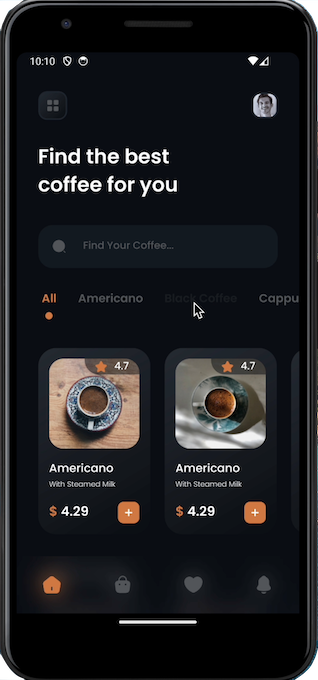 10:10
Find the best
coffee for you
Find Your Coffee...
All Americano Black Coffee Cappu
4.7 4.7
Americano Americano
With Steamed Milk With Steamed Milk
$ 4.29 + $ 4.29 +